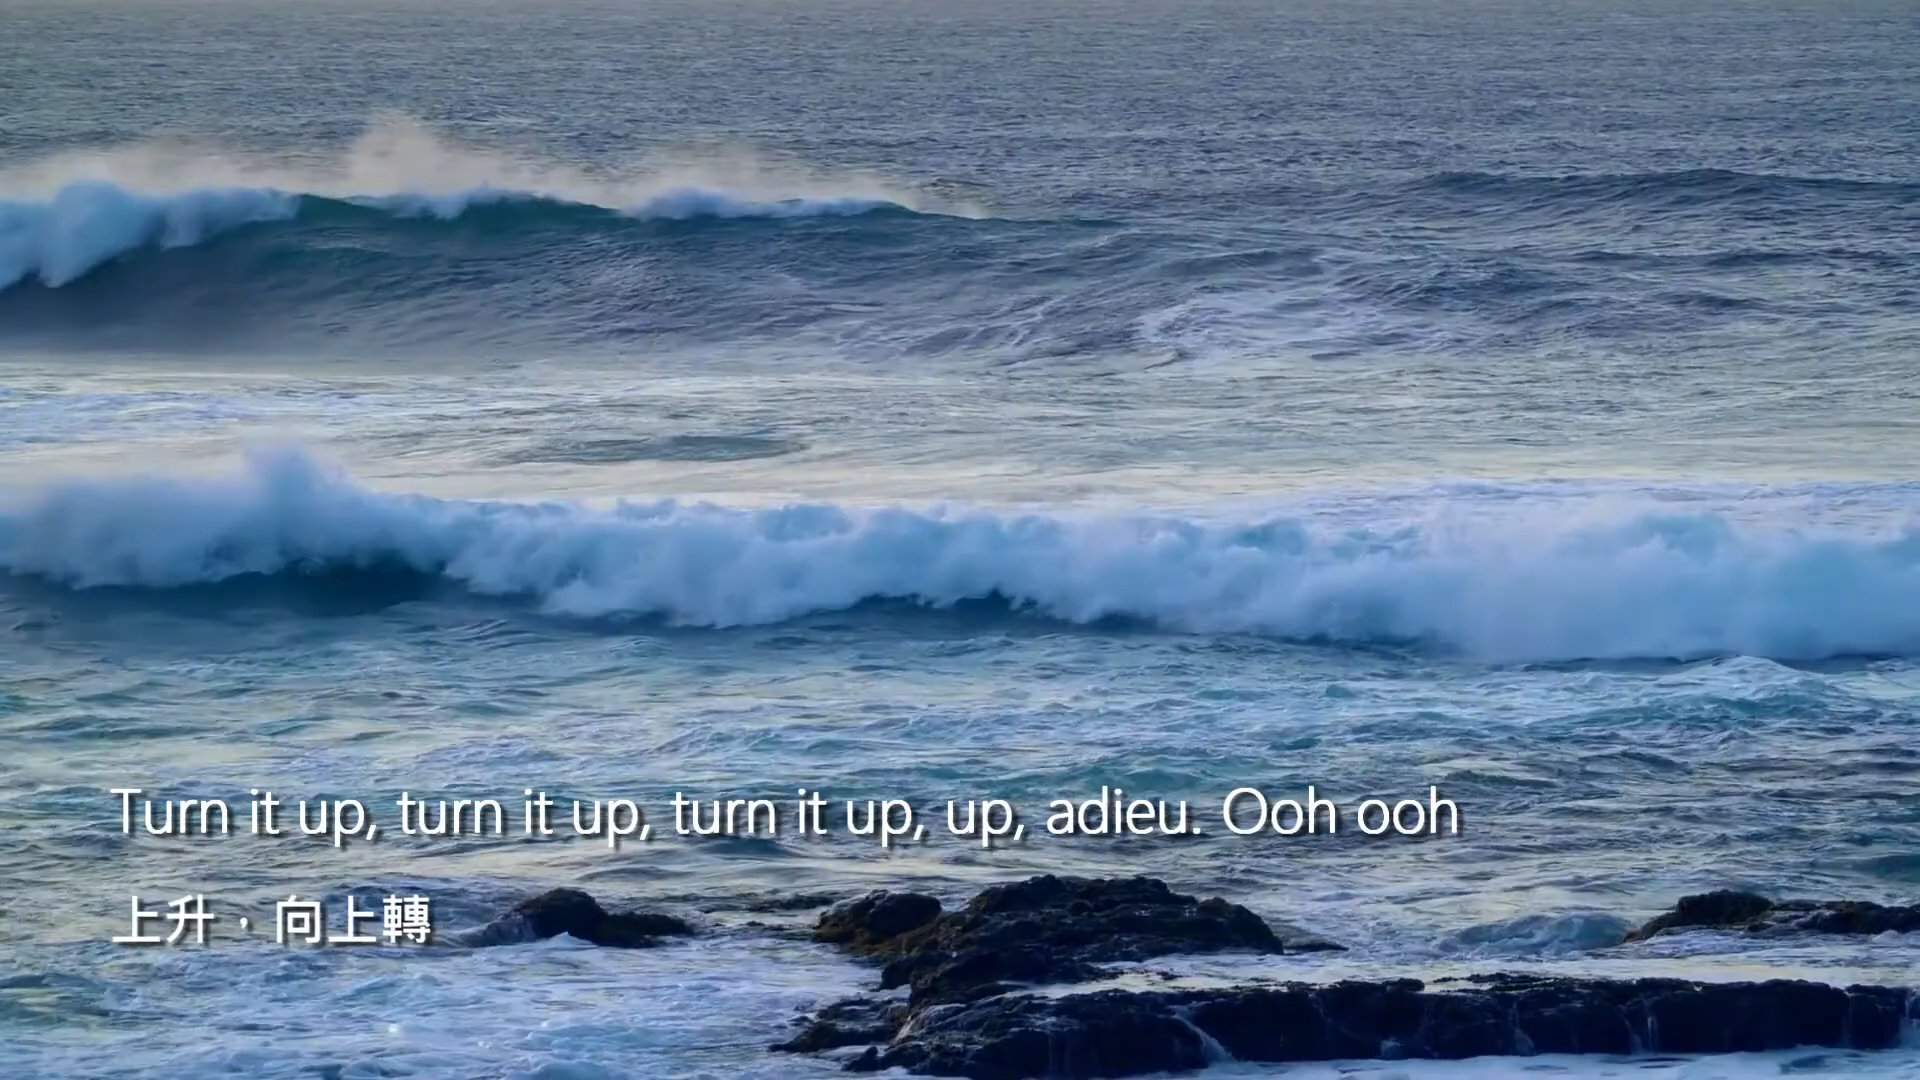 Turn it up, turn it up, turn it up, up, adieu. Ooh ooh
上升，向上轉